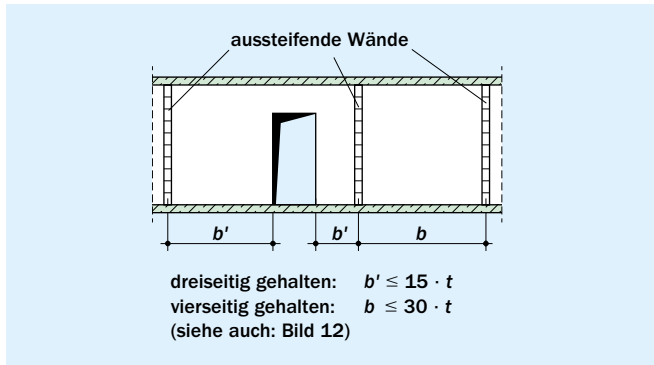 aussteifende Wände
b' b' b
dreiseitig gehalten: b' ≤ 15 · t
vierseitig gehalten: b ≤ 30 · t
(siehe auch: Bild 12)